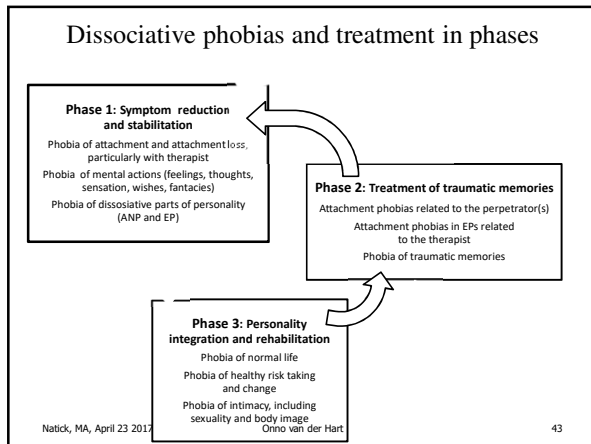 Dissociative phobias and treatment in phases
Phase 1: Symptom reduction
and stabilitation
Phobia of attachment and attachment loss,
particularly with therapist
Phobia of mental actions (feelings, thoughts,
sensation, wishes, fantacies)
Phobia of dissosiative parts of personality
(ANP and EP)
Phase 2: Treatment of traumatic memories
Attachment phobias related to the perpetrator(s)
Attachment phobias in EPs related
to the therapist
Phobia of traumatic memories
Phase 3: Personality
integration and rehabilitation
Phobia of normal life
Phobia of healthy risk taking
and change
Phobia of intimacy, including
sexuality and body image
Natick, MA, April 23 2017
Onno van der Hart
43